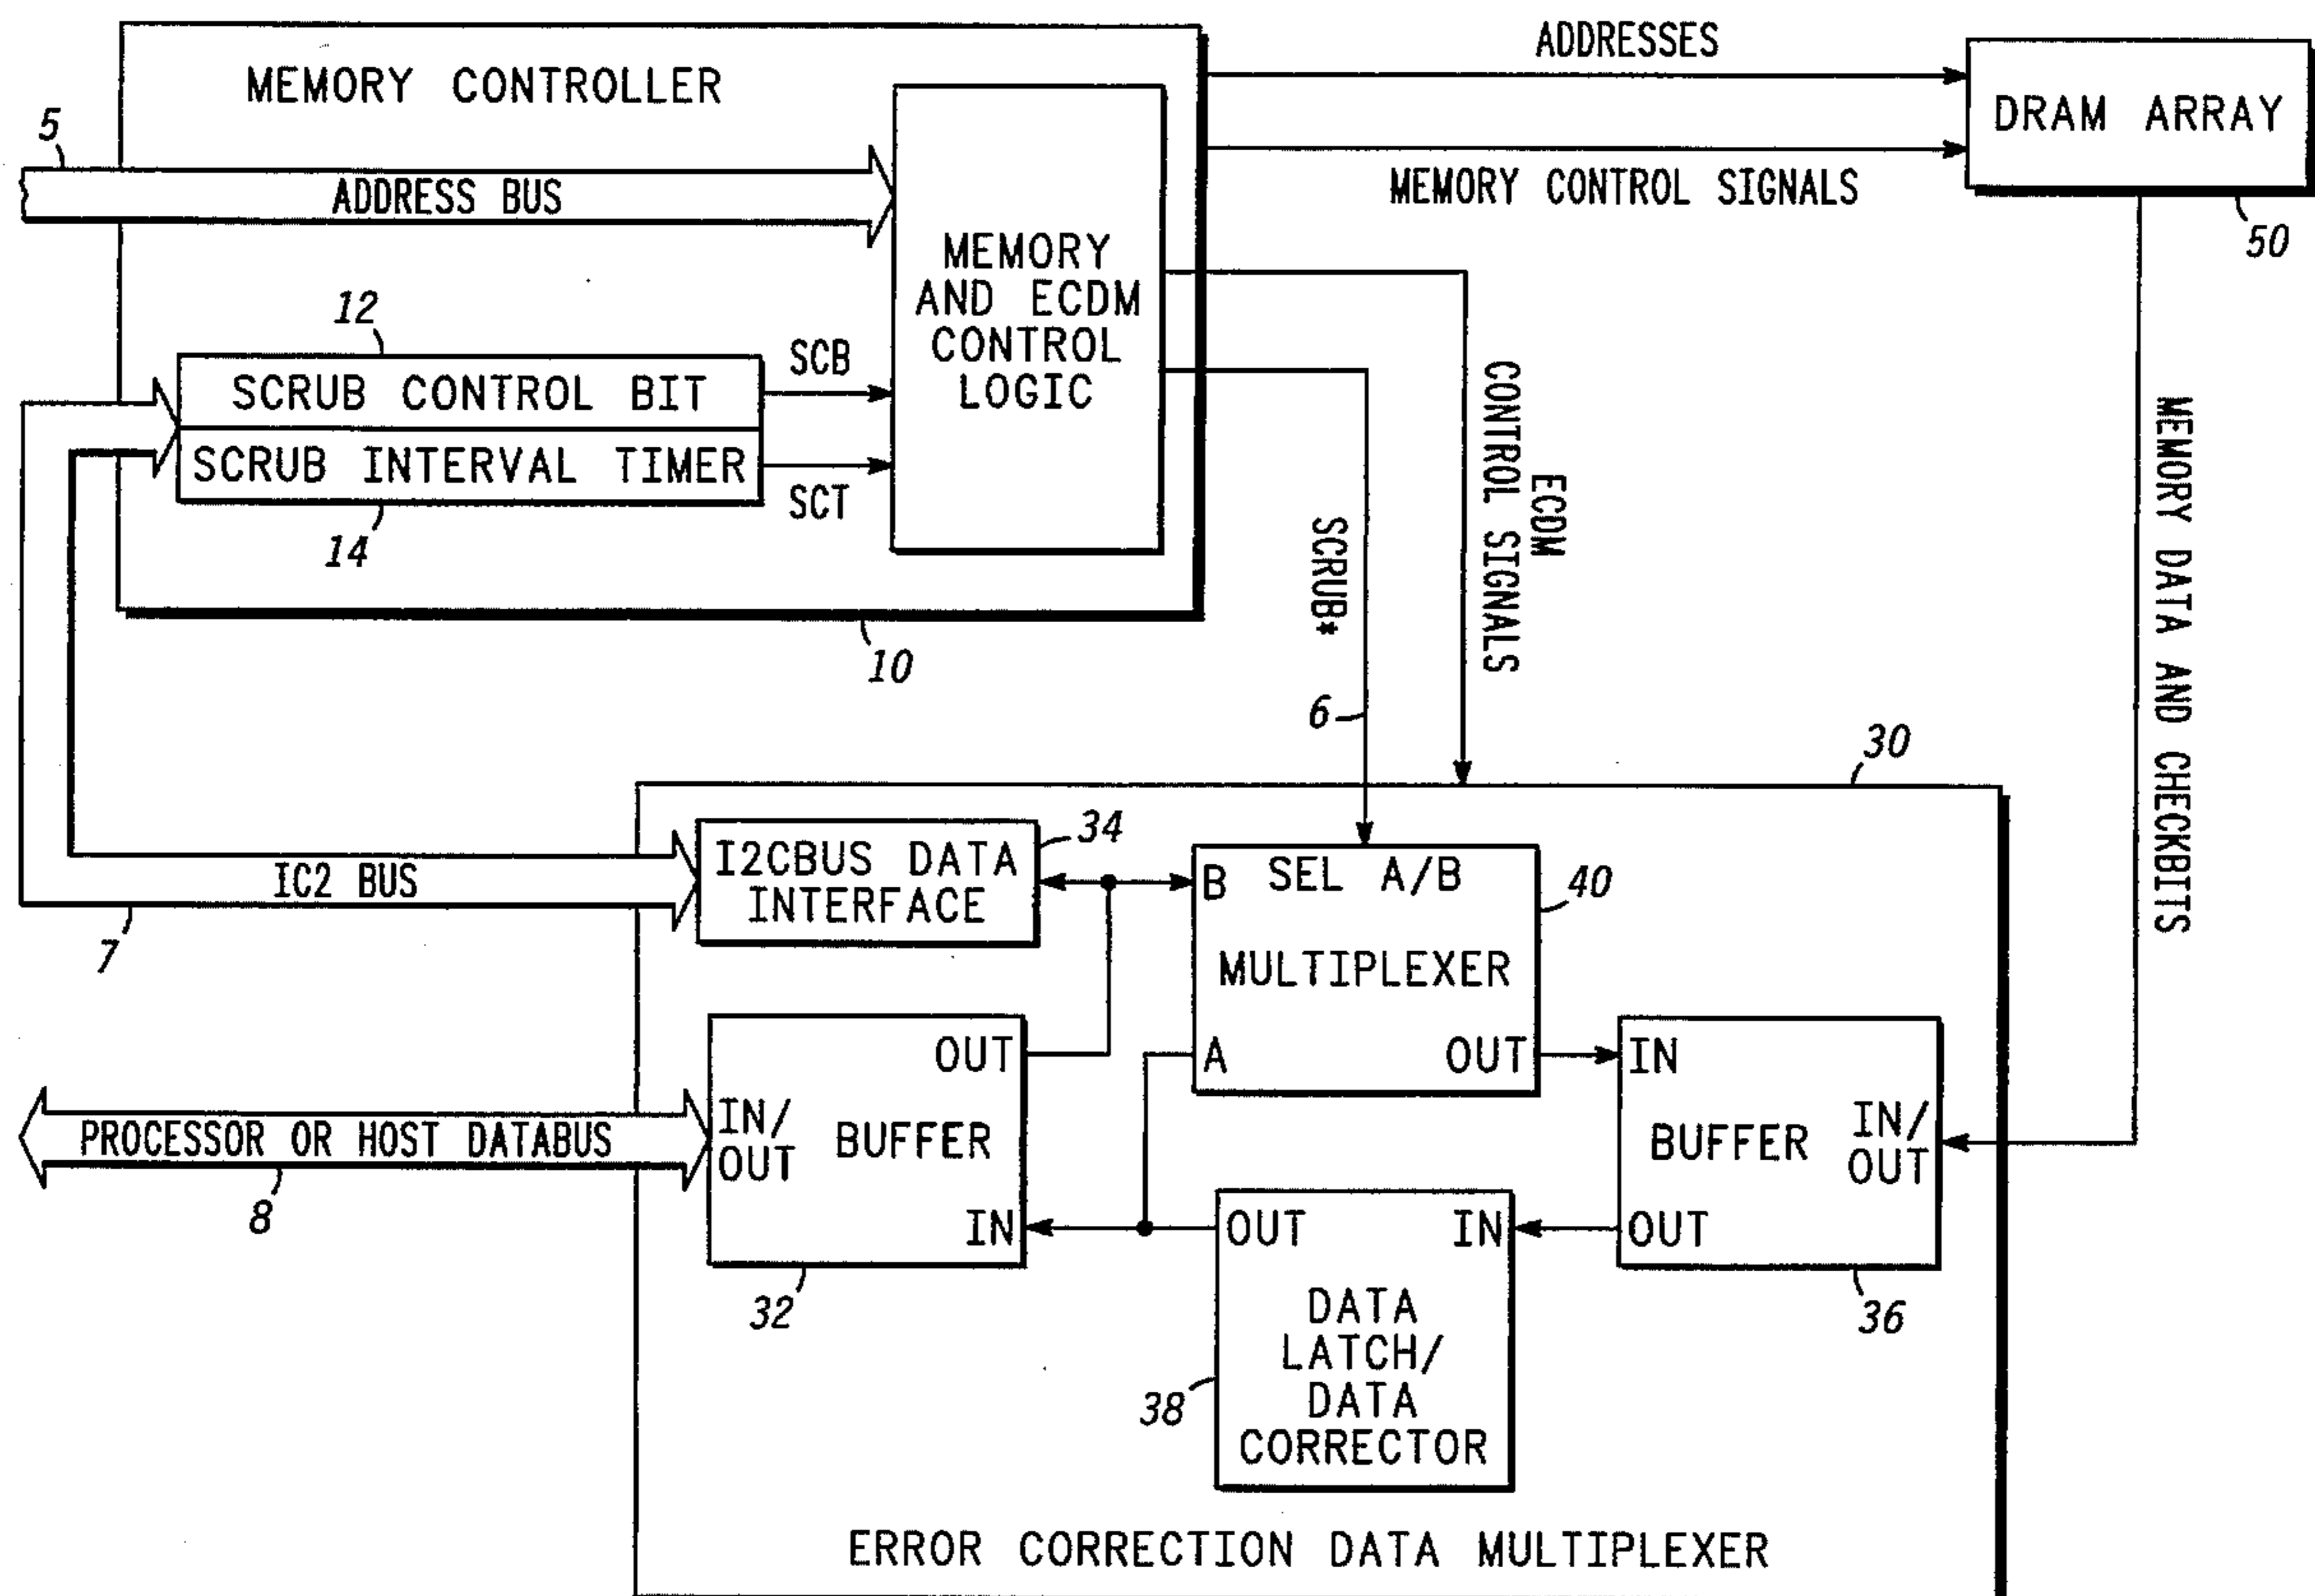 ADDRESSES
MEMORY CONTROLLER
DRAM ARRAY
5
ADDRESS BUS
MEMORY CONTROL SIGNALS
50
MEMORY
AND ECDM
CONTROL
LOGIC
12
SCRUB CONTROL BIT
SCB
SCRUB INTERVAL TIMER
SCT
14
10
SCRUB*
6
ECDM
CONTROL SIGNALS
MEMORY DATA AND CHECKBITS
30
34
I2CBUS DATA
INTERFACE
IC2 BUS
7
B SEL A/B
40
MULTIPLEXER
A OUT
OUT
IN/
OUT
BUFFER
IN
32
PROCESSOR OR HOST DATABUS
8
IN
BUFFER
IN/
OUT
OUT
36
OUT IN
DATA
LATCH/
DATA
CORRECTOR
38
ERROR CORRECTION DATA MULTIPLEXER